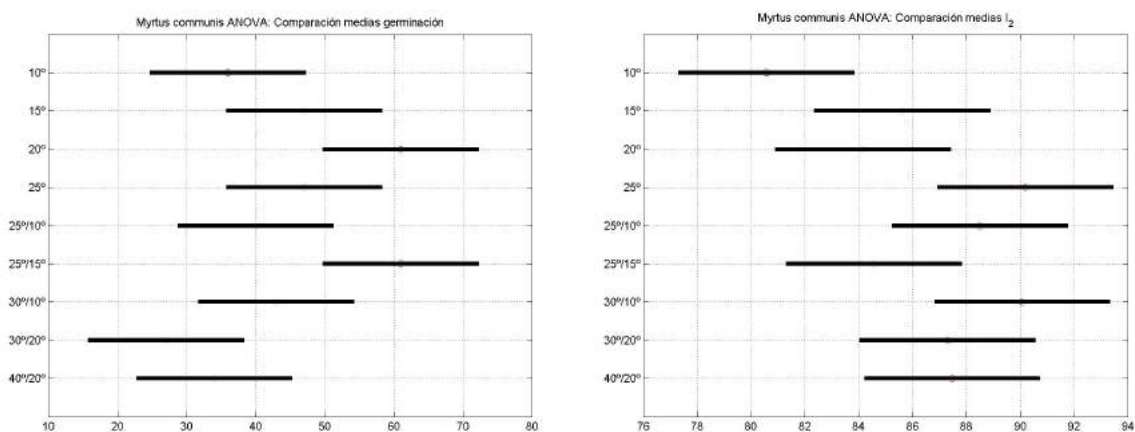 Myrtus communis ANOVA: Comparación medias germinación
10º
15º
20º
25º
25º/10º
25º/15º
30º/10º
30º/20º
40º/20º
10 20 30 40 50 60 70 80
Myrtus communis ANOVA: Comparación medias I2
10º
15º
20º
25º
25º/10º
25º/15º
30º/10º
30º/20º
40º/20º
76 78 80 82 84 86 88 90 92 94